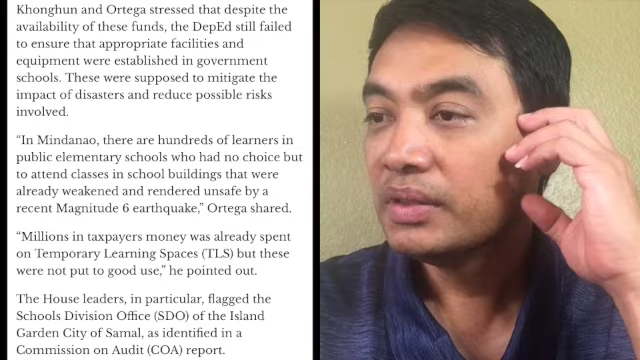 Khonghun and Ortega stressed that despite the
availability of these funds, the DepEd still failed
to ensure that appropriate facilities and
equipment were established in government
schools. These were supposed to mitigate the
impact of disasters and reduce possible risks
involved.
“In Mindanao, there are hundreds of learners in
public elementary schools who had no choice but
to attend classes in school buildings that were
already weakened and rendered unsafe by a
recent Magnitude 6 earthquake,” Ortega shared.
“Millions in taxpayers money was already spent
on Temporary Learning Spaces (TLS) but these
were not put to good use,” he pointed out.
The House leaders, in particular, flagged the
Schools Division Office (SDO) of the Island
Garden City of Samal, as identified in a
Commission on Audit (COA) report.